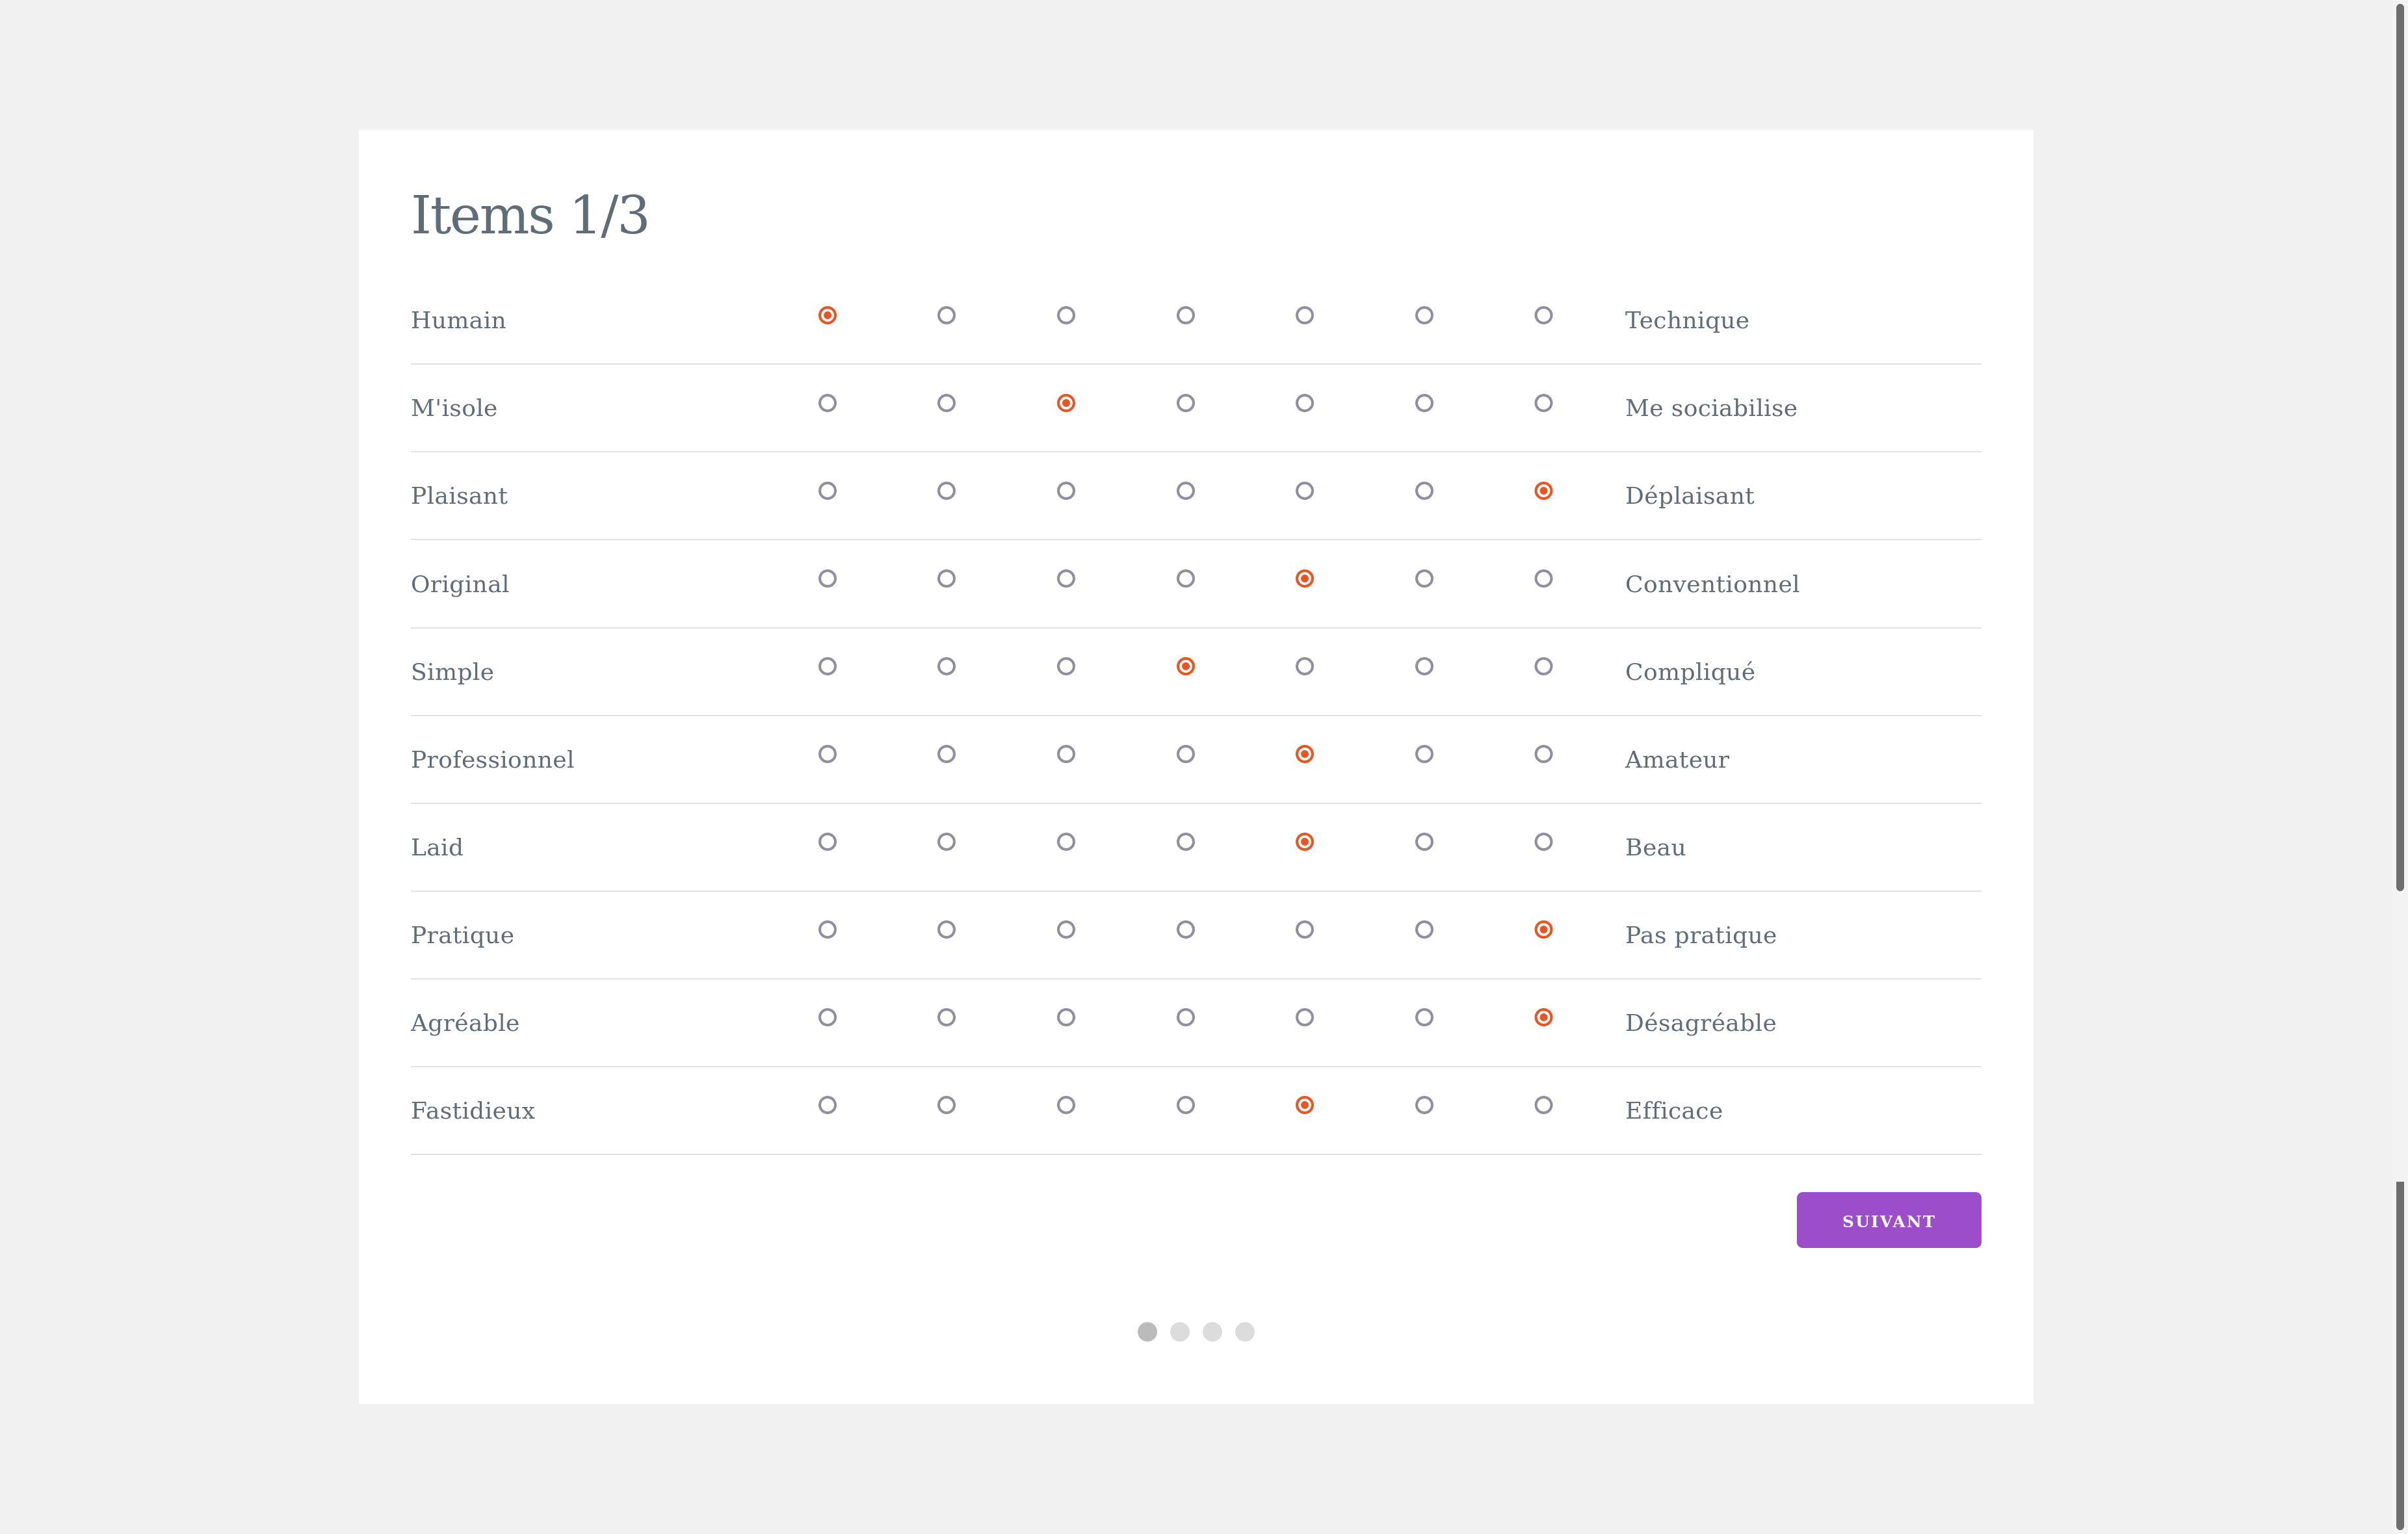 Items 1/3
Humain Technique
M'isole Me sociabilise
Plaisant Déplaisant
Original Conventionnel
Simple Compliqué
Professionnel Amateur
Laid Beau
Pratique Pas pratique
Agréable Désagréable
Fastidieux Efficace
SUIVANT